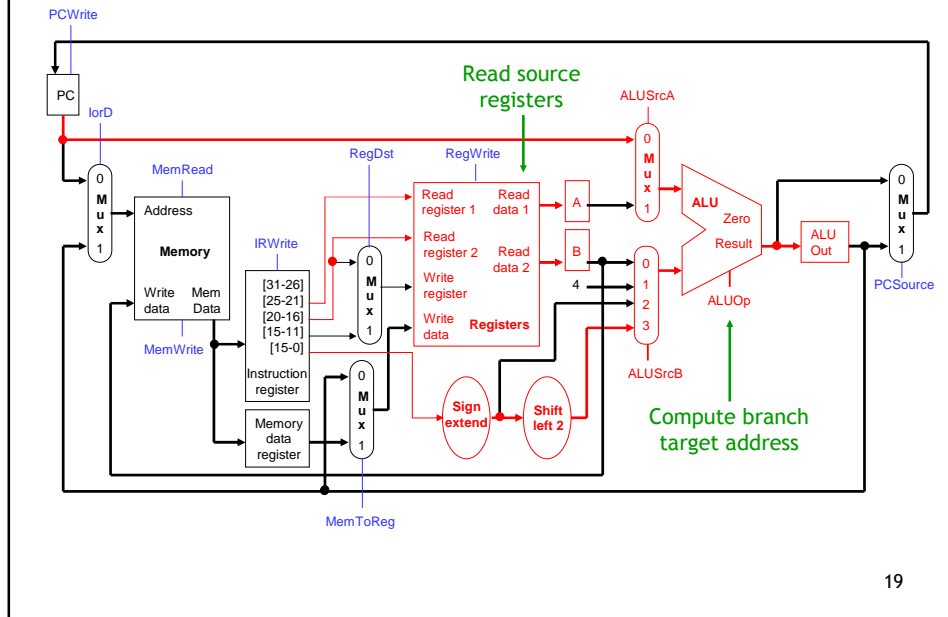 PCWrite
PC
IorD
0
M
u
x
1
MemRead
Address
Memory
Write
data
Mem
Data
MemWrite
IRWrite
[31-26]
[25-21]
[20-16]
[15-11]
[15-0]
Instruction
register
Memory
data
register
RegDst
0
M
u
x
1
0
M
u
x
1
MemToReg
Read source
registers
RegWrite
Read
register 1
Read
data 1
Read
register 2
Read
data 2
Write
register
Write
data
Registers
Sign
extend
Shift
left 2
A
B
4
ALUSrcA
0
M
u
x
1
0
1
2
3
ALUSrcB
ALU
Zero
Result
ALUOp
ALU
Out
0
M
u
x
1
PCSource
Compute branch
target address
19